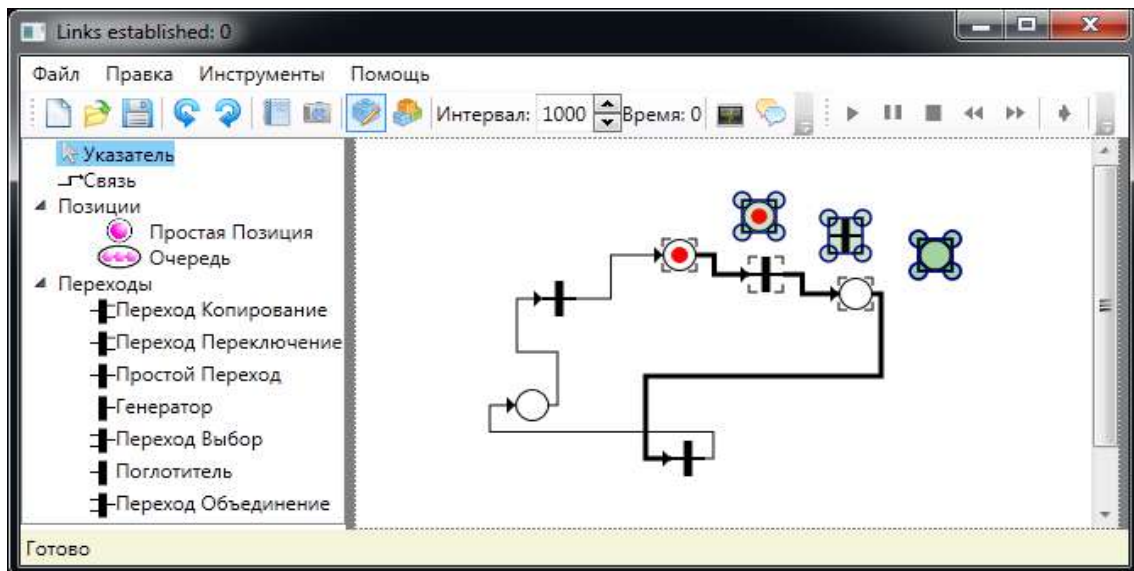 Links established: 0
Файл Правка Инструменты Помощь
Интервал: 1000 Время: 0
Указатель
Связь
Позиции
Простая Позиция
Очередь
Переходы
Переход Копирование
Переход Переключение
Простой Переход
Генератор
Переход Выбор
Поглотитель
Переход Объединение
Готово